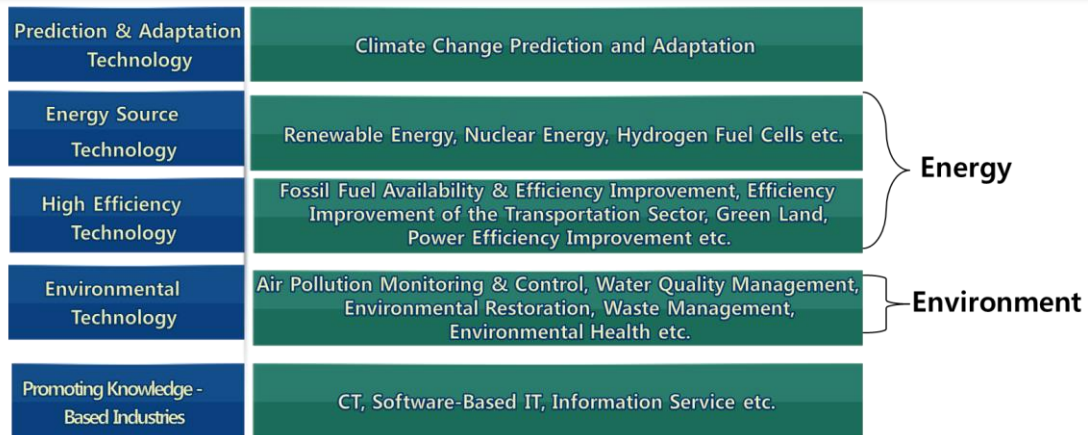 Prediction & Adaptation
Technology
Climate Change Prediction and Adaptation
Energy Source
Technology
Renewable Energy, Nuclear Energy, Hydrogen Fuel Cells etc.
High Efficiency
Technology
Fossil Fuel Availability & Efficiency Improvement, Efficiency
Improvement of the Transportation Sector, Green Land,
Power Efficiency Improvement etc.
Energy
Environmental
Technology
Air Pollution Monitoring & Control, Water Quality Management,
Environmental Restoration, Waste Management,
Environmental Health etc.
Environment
Promoting Knowledge -
Based Industries
CT, Software-Based IT, Information Service etc.